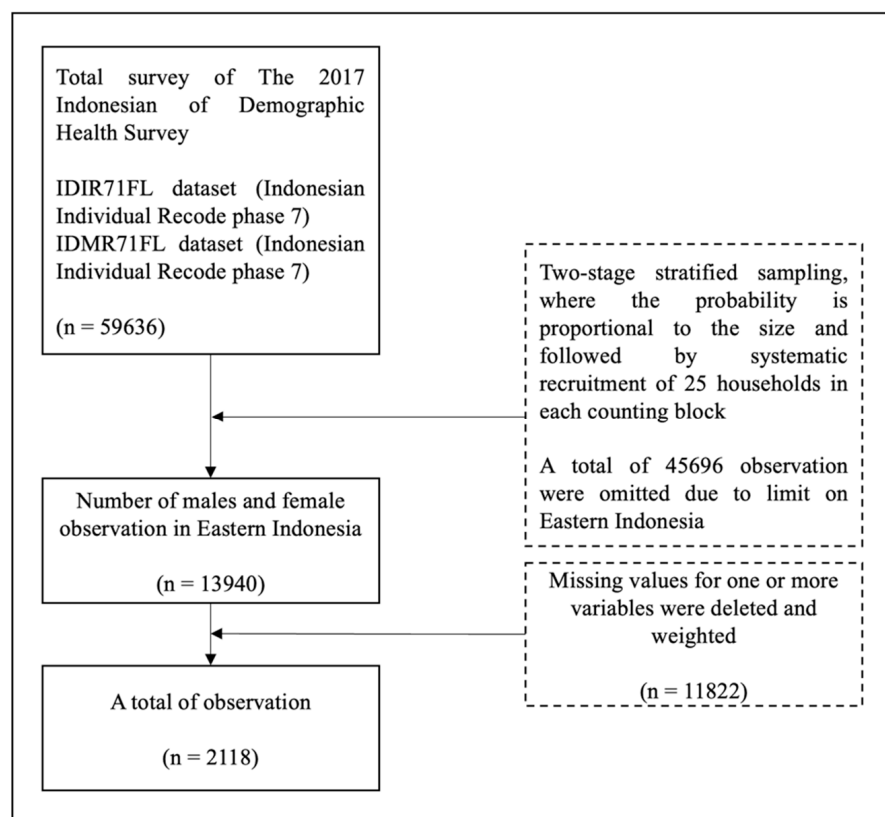 Total survey of The 2017
Indonesian of Demographic
Health Survey
IDIR71FL dataset (Indonesian
Individual Recode phase 7)
IDMR71FL dataset (Indonesian
Individual Recode phase 7)
(n = 59636)
Two-stage stratified sampling,
where the probability is
proportional to the size and
followed by systematic
recruitment of 25 households in
each counting block
A total of 45696 observation
were omitted due to limit on
Eastern Indonesia
Number of males and female
observation in Eastern Indonesia
(n = 13940)
Missing values for one or more
variables were deleted and
weighted
(n = 11822)
A total of observation
(n = 2118)